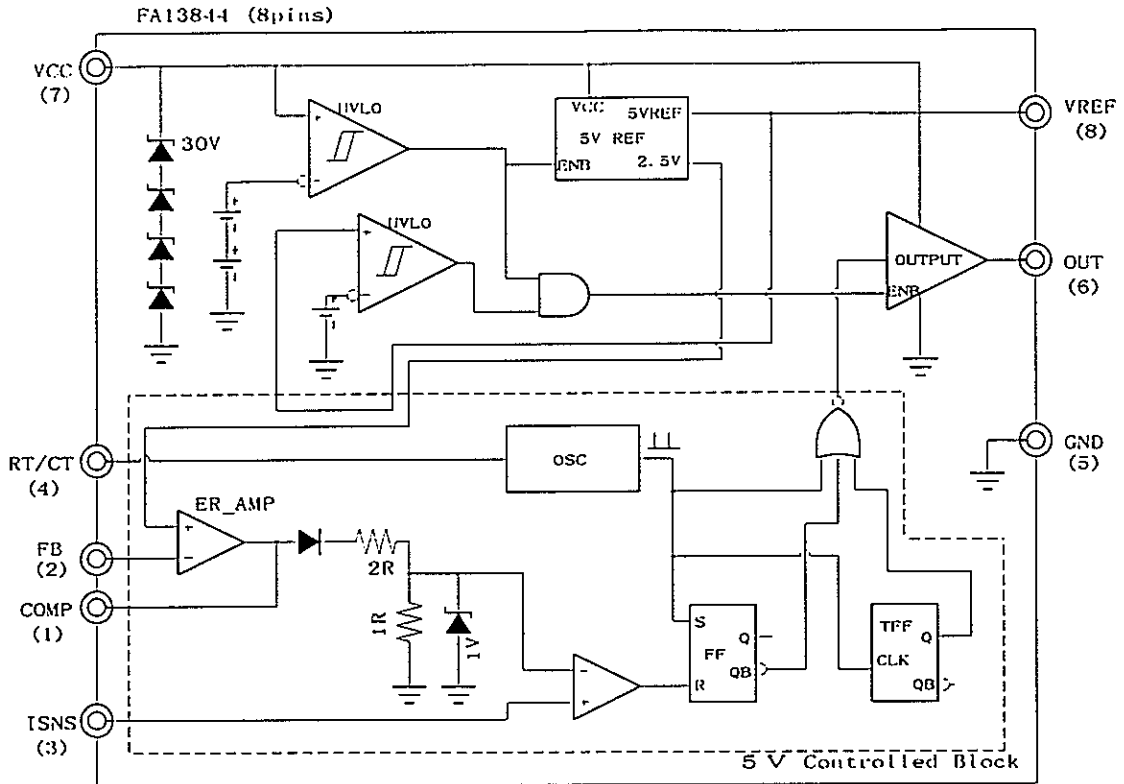 FA13844 (8pins)
VCC
(7)
30V
UVLO
+
−
VCC 5VREF
5V REF
ENB 2.5V
VREF
(8)
UVLO
+
−
OUTPUT
ENB
OUT
(6)
GND
(5)
RT/CT
(4)
OSC
ER_AMP
+
−
FB
(2)
COMP
(1)
2R
1R
1V
−
+
S
Q
FF
QB
R
TFF
Q
CLK
QB
ISNS
(3)
5 V Controlled Block